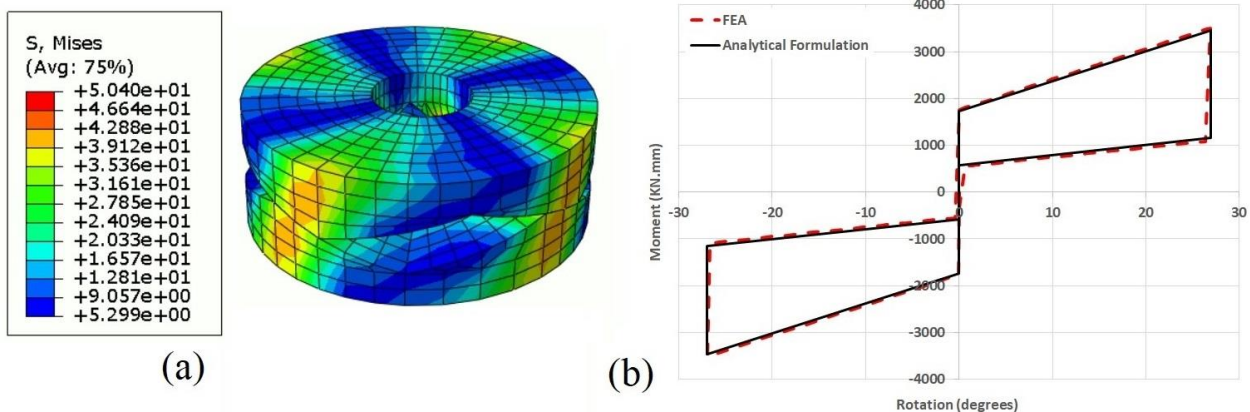 S, Mises
(Avg: 75%)
+5.040e+01
+4.664e+01
+4.288e+01
+3.912e+01
+3.536e+01
+3.161e+01
+2.785e+01
+2.409e+01
+2.033e+01
+1.657e+01
+1.281e+01
+9.057e+00
+5.299e+00
(a)
(b)
FEA
Analytical Formulation
4000
3000
2000
1000
0
-1000
-2000
-3000
-4000
-30
-20
-10
0
10
20
30
Moment (KN.mm)
Rotation (degrees)